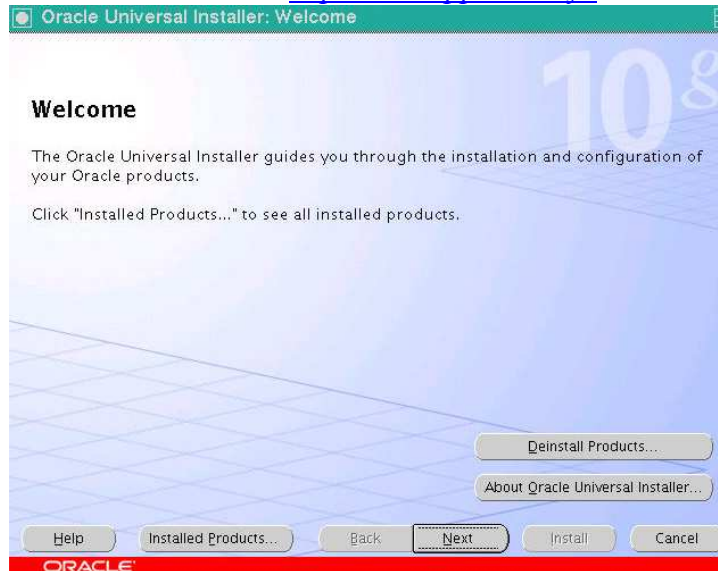 Oracle Universal Installer: Welcome
10g
Welcome
The Oracle Universal Installer guides you through the installation and configuration of
your Oracle products.
Click "Installed Products..." to see all installed products.
Deinstall Products...
About Oracle Universal Installer...
Help Installed Products... Back Next Install Cancel
ORACLE